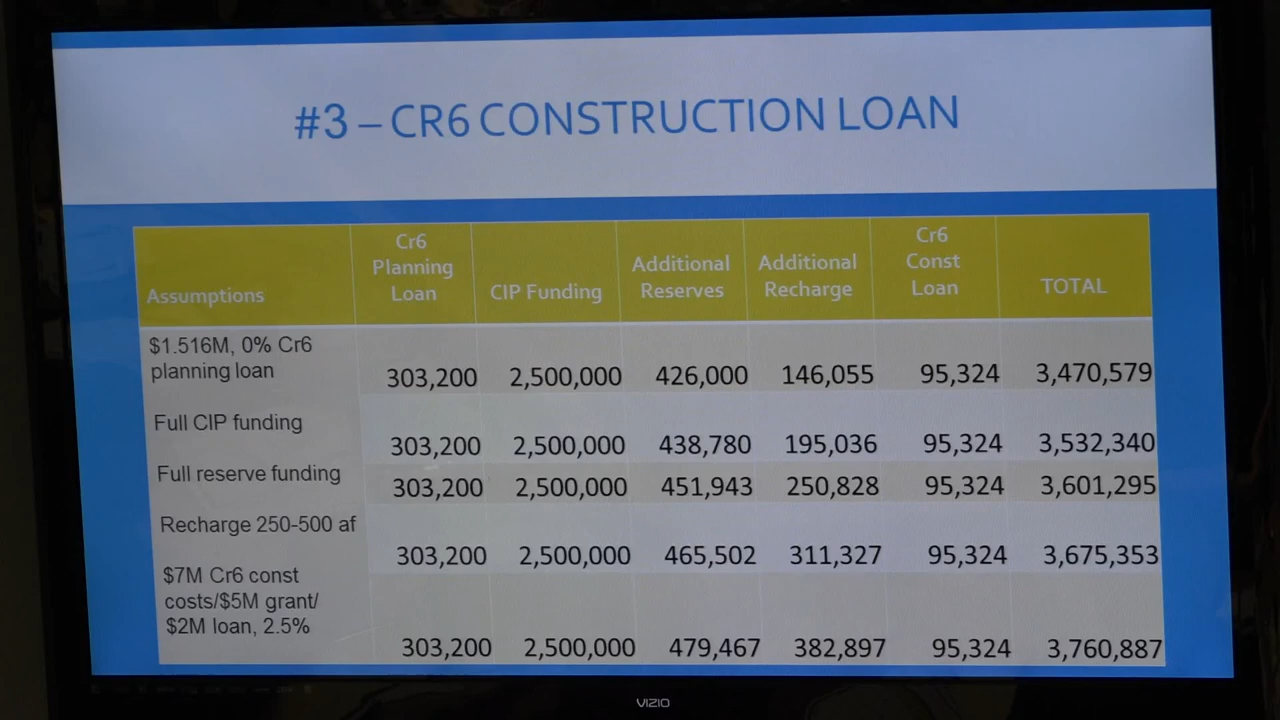 #3 – CR6 CONSTRUCTION LOAN
Assumptions
Cr6
Planning
Loan
CIP Funding
Additional
Reserves
Additional
Recharge
Cr6
Const
Loan
TOTAL
$1.516M, 0% Cr6
planning loan
303,200 2,500,000 426,000 146,055 95,324 3,470,579
Full CIP funding
303,200 2,500,000 438,780 195,036 95,324 3,532,340
Full reserve funding
303,200 2,500,000 451,943 250,828 95,324 3,601,295
Recharge 250-500 af
303,200 2,500,000 465,502 311,327 95,324 3,675,353
$7M Cr6 const
costs/$5M grant/
$2M loan, 2.5%
303,200 2,500,000 479,467 382,897 95,324 3,760,887
VIZIO